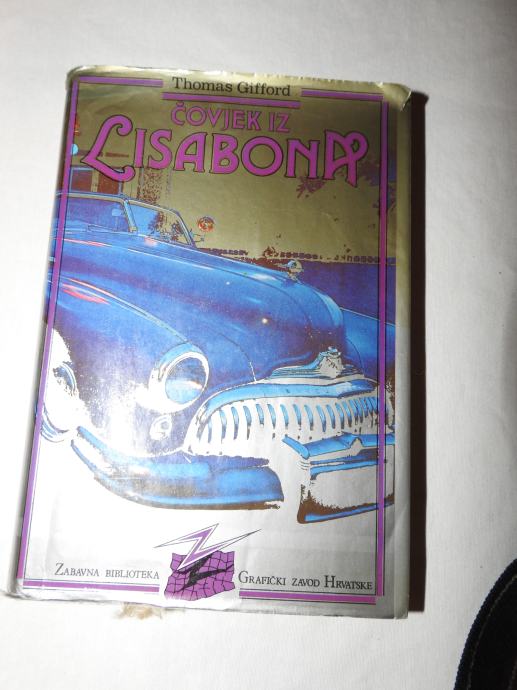 Thomas Gifford
ČOVJEK IZ
LISABONA
ZABAVNA BIBLIOTEKA
GRAFIČKI ZAVOD HRVATSKE